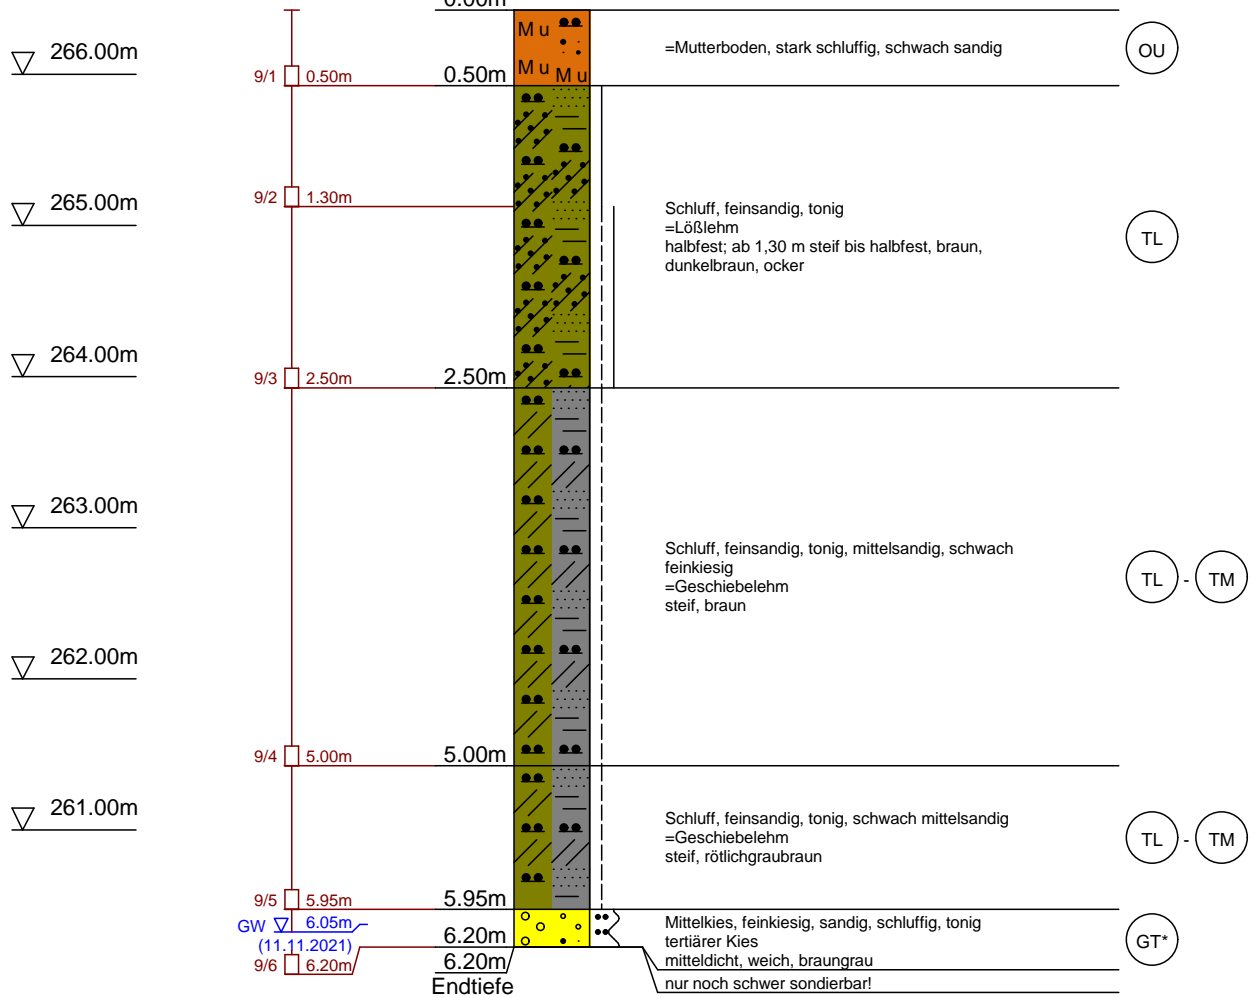 0.00m
Mu
Mu
Mu
=Mutterboden, stark schluffig, schwach sandig
OU
266.00m
9/1 0.50m
0.50m
265.00m
9/2 1.30m
Schluff, feinsandig, tonig
=Lößlehm
halbfest; ab 1,30 m steif bis halbfest, braun,
dunkelbraun, ocker
TL
264.00m
9/3 2.50m
2.50m
263.00m
Schluff, feinsandig, tonig, mittelsandig, schwach
feinkiesig
=Geschiebelehm
steif, braun
TL - TM
262.00m
9/4 5.00m
5.00m
261.00m
Schluff, feinsandig, tonig, schwach mittelsandig
=Geschiebelehm
steif, rötlichgraubraun
TL - TM
9/5 5.95m
5.95m
GW 6.05m
(11.11.2021)
9/6 6.20m
6.20m
6.20m
Endtiefe
Mittelkies, feinkiesig, sandig, schluffig, tonig
tertiärer Kies
mitteldicht, weich, braungrau
GT*
nur noch schwer sondierbar!